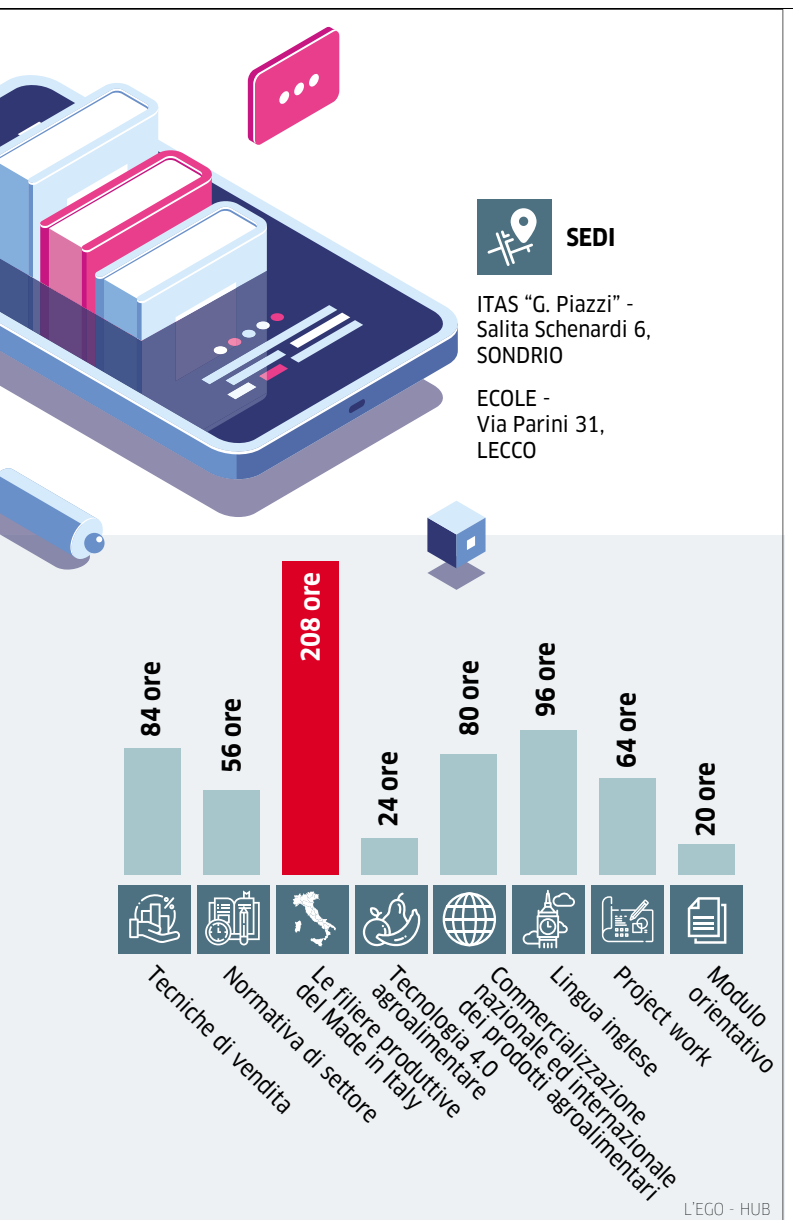 SEDI
ITAS “G. Piazzi” -
Salita Schenardi 6,
SONDRIO
ECOLE -
Via Parini 31,
LECCO
84 ore
56 ore
208 ore
24 ore
80 ore
96 ore
64 ore
20 ore
%
Tecniche di vendita
Normativa di settore
Le filiere produttive
del Made in Italy
Tecnologia 4.0
agroalimentare
Commercializzazione
nazionale ed internazionale
dei prodotti agroalimentari
Lingua inglese
Project work
Modulo
orientativo
L'EGO - HUB